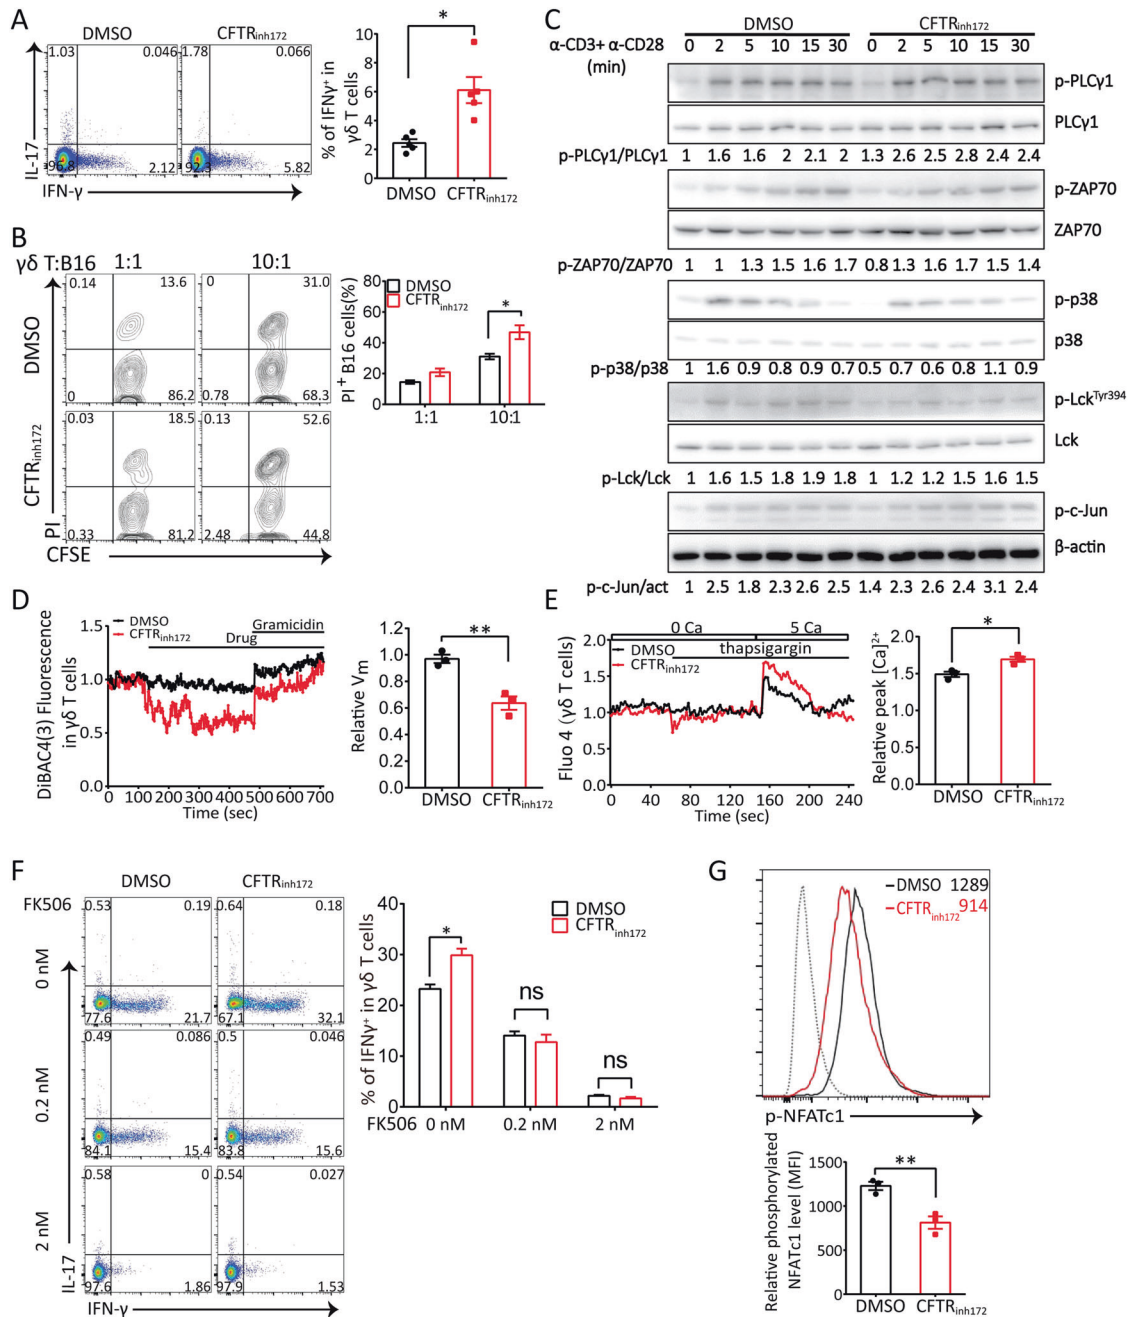 A
DMSO
CFTRinh172
1.03
0.046
1.78
0.066
96.8
2.12
92.3
5.82
IL-17
IFN-γ
% of IFNγ+ in
γδ T cells
10
8
6
4
2
0
*
DMSO
CFTRinh172
B
γδ T:B16
1:1
10:1
DMSO
0.14
13.6
0
31.0
0
86.2
0.78
68.3
CFTRinh172
0.03
18.5
0.13
52.6
0.33
81.2
2.48
44.8
PI
CFSE
PI+ B16 cells(%)
80
60
40
20
0
DMSO
CFTRinh172
*
1:1
10:1
C
DMSO
CFTRinh172
α-CD3+ α-CD28
(min)
0 2 5 10 15 30 0 2 5 10 15 30
p-PLCγ1
PLCγ1
p-PLCγ1/PLCγ1 1 1.6 1.6 2 2.1 2 1.3 2.6 2.5 2.8 2.4 2.4
p-ZAP70
ZAP70
p-ZAP70/ZAP70 1 1 1.3 1.5 1.6 1.7 0.8 1.3 1.6 1.7 1.5 1.4
p-p38
p38
p-p38/p38 1 1.6 0.9 0.8 0.9 0.7 0.5 0.7 0.6 0.8 1.1 0.9
p-LckTyr394
Lck
p-Lck/Lck 1 1.6 1.5 1.8 1.9 1.8 1 1.2 1.2 1.5 1.6 1.5
p-c-Jun
β-actin
p-c-Jun/act 1 2.5 1.8 2.3 2.6 2.5 1.4 2.3 2.6 2.4 3.1 2.4
D
DiBAC4(3) Fluorescence
in γδ T cells
1.5
1.0
0.5
0.0
DMSO
CFTRinh172
Drug
Gramicidin
0 100 200 300 400 500 600 700
Time (sec)
Relative Vm
1.2
1.0
0.8
0.6
0.4
0.2
0.0
**
DMSO
CFTRinh172
E
Fluo 4 (γδ T cells)
0 Ca
5 Ca
2.0
1.5
1.0
0.5
0.0
DMSO
CFTRinh172
thapsigargin
0 40 80 120 160 200 240
Time (sec)
Relative peak [Ca]2+
2.0
1.5
1.0
0.5
0.0
*
DMSO
CFTRinh172
F
DMSO
CFTRinh172
FK506
0 nM
0.53
0.19
0.64
0.18
77.6
21.7
67.1
32.1
0.2 nM
0.49
0.086
0.5
0.046
84.1
15.4
83.8
15.6
2 nM
0.58
0
0.54
0.027
97.6
1.86
97.9
1.53
IL-17
IFN-γ
% of IFNγ+ in γδ T cells
40
30
20
10
0
DMSO
CFTRinh172
*
ns
ns
FK506 0 nM 0.2 nM 2 nM
G
DMSO 1289
CFTRinh172 914
p-NFATc1
Relative phosphorylated
NFATc1 level (MFI)
1500
1000
500
0
**
DMSO
CFTRinh172